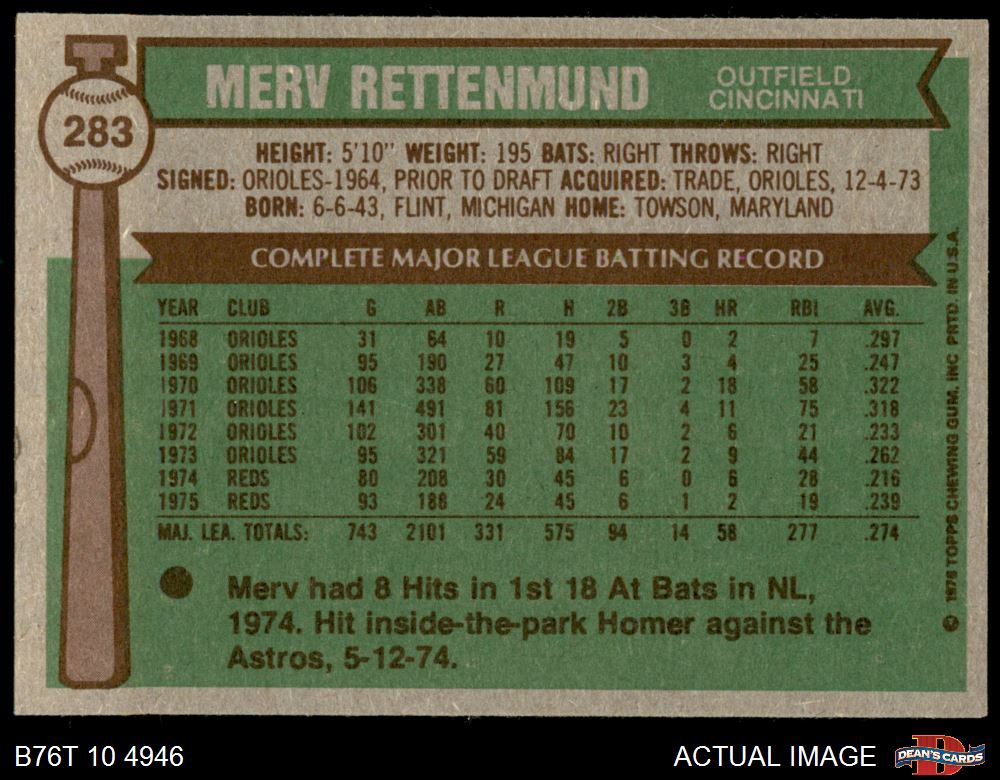 MERV RETTENMUND
OUTFIELD
CINCINNATI
283
HEIGHT: 5'10" WEIGHT: 195 BATS: RIGHT THROWS: RIGHT
SIGNED: ORIOLES-1964, PRIOR TO DRAFT ACQUIRED: TRADE, ORIOLES, 12-4-73
BORN: 6-6-43, FLINT, MICHIGAN HOME: TOWSON, MARYLAND
COMPLETE MAJOR LEAGUE BATTING RECORD
YEAR CLUB G AB R H 2B 3B HR RBI AVG.
1968 ORIOLES 31 64 10 19 5 0 2 7 .297
1969 ORIOLES 95 190 27 47 10 3 4 25 .247
1970 ORIOLES 106 338 60 109 17 2 18 58 .322
1971 ORIOLES 141 491 81 156 23 4 11 75 .318
1972 ORIOLES 102 301 40 70 10 2 6 21 .233
1973 ORIOLES 95 321 59 84 17 2 9 44 .262
1974 REDS 80 208 30 45 6 0 6 28 .216
1975 REDS 93 188 24 45 6 1 2 19 .239
MAJ. LEA. TOTALS: 743 2101 331 575 94 14 58 277 .274
Merv had 8 Hits in 1st 18 At Bats in NL,
1974. Hit inside-the-park Homer against the
Astros, 5-12-74.
© 1976 TOPPS CHEWING GUM, INC PRTD. IN U.S.A.
B76T 10 4946
ACTUAL IMAGE
D
DEAN'S CARDS